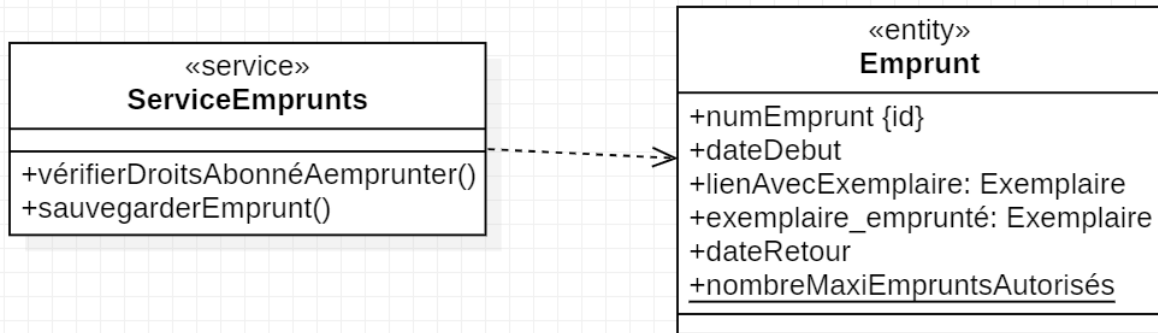 «service»
ServiceEmprunts
+vérifierDroitsAbonnéAemprunter()
+sauvegarderEmprunt()
«entity»
Emprunt
+numEmprunt {id}
+dateDebut
+lienAvecExemplaire: Exemplaire
+exemplaire_emprunté: Exemplaire
+dateRetour
+nombreMaxiEmpruntsAutorisés